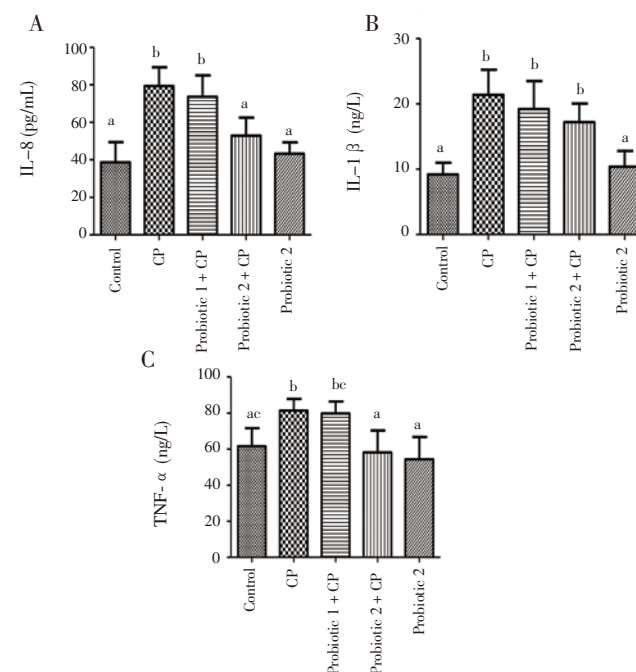 A
IL-8 (pg/mL)
100
80
60
40
20
0
a
b
b
a
a
Control
CP
Probiotic 1 + CP
Probiotic 2 + CP
Probiotic 2
B
IL-1 β (ng/L)
30
20
10
0
a
b
b
b
a
Control
CP
Probiotic 1 + CP
Probiotic 2 + CP
Probiotic 2
C
TNF- α (ng/L)
100
80
60
40
20
0
ac
b
bc
a
a
Control
CP
Probiotic 1 + CP
Probiotic 2 + CP
Probiotic 2